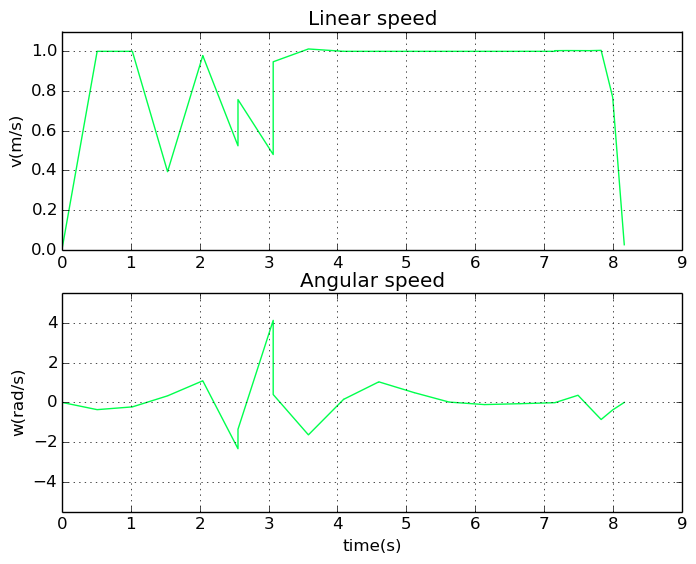 Linear speed
v(m/s)
1.0
0.8
0.6
0.4
0.2
0.0
0 1 2 3 4 5 6 7 8 9
Angular speed
w(rad/s)
4
2
0
−2
−4
0 1 2 3 4 5 6 7 8 9
time(s)